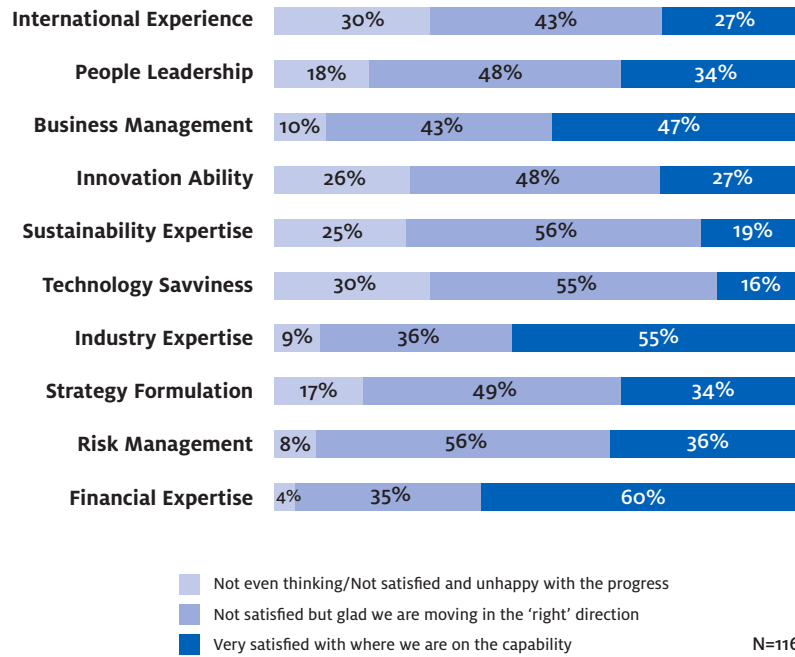 International Experience 30% 43% 27%
People Leadership 18% 48% 34%
Business Management 10% 43% 47%
Innovation Ability 26% 48% 27%
Sustainability Expertise 25% 56% 19%
Technology Savviness 30% 55% 16%
Industry Expertise 9% 36% 55%
Strategy Formulation 17% 49% 34%
Risk Management 8% 56% 36%
Financial Expertise 4% 35% 60%
Not even thinking/Not satisfied and unhappy with the progress
Not satisfied but glad we are moving in the ‘right’ direction
Very satisfied with where we are on the capability N=116